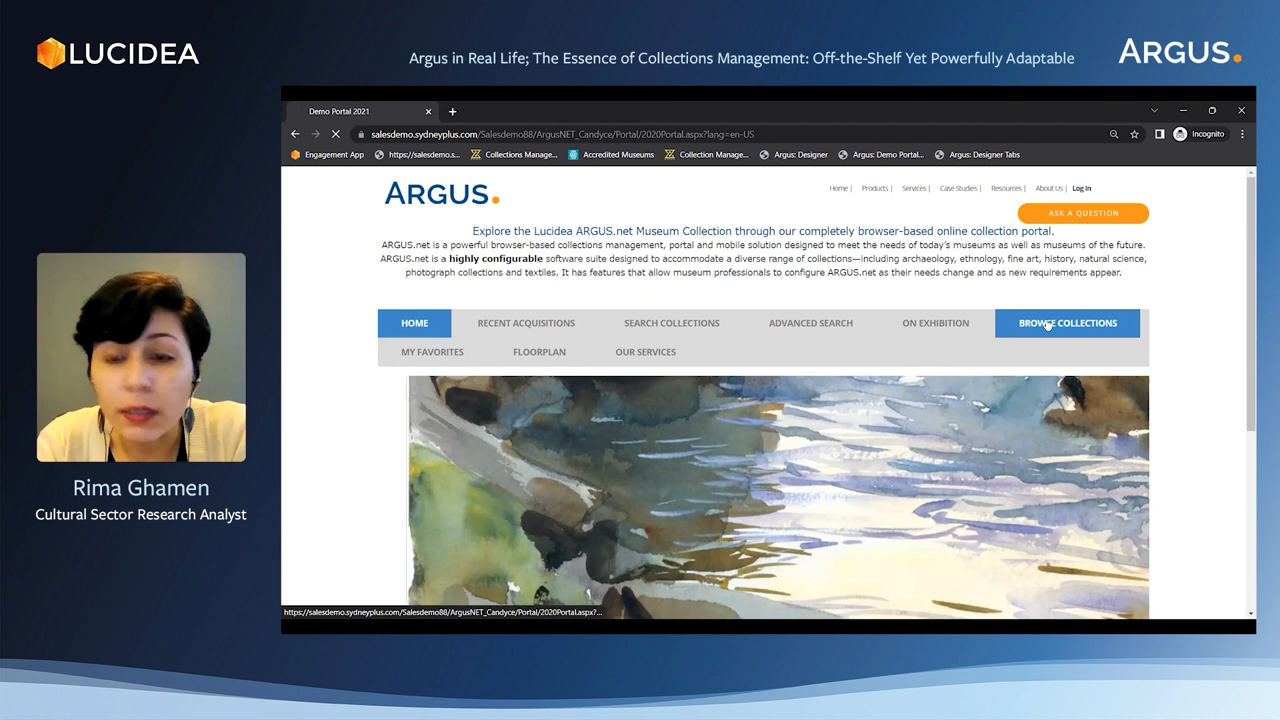 LUCIDEA
Argus in Real Life; The Essence of Collections Management: Off-the-Shelf Yet Powerfully Adaptable
ARGUS.
Demo Portal 2021
salesdemo.sydneyplus.com/Salesdemo88/ArgusNET_Candyce/Portal/2020Portal.aspx?lang=en-US
Incognito
Engagement App
https://salesdemo.s...
Collections Manage...
Accredited Museums
Collection Manage...
Argus: Designer
Argus: Demo Portal...
Argus: Designer Tabs
ARGUS.
Home | Products | Services | Case Studies | Resources | About Us | Log In
ASK A QUESTION
Explore the Lucidea ARGUS.net Museum Collection through our completely browser-based online collection portal.
ARGUS.net is a powerful browser-based collections management, portal and mobile solution designed to meet the needs of today's museums as well as museums of the future.
ARGUS.net is a highly configurable software suite designed to accommodate a diverse range of collections—including archaeology, ethnology, fine art, history, natural science,
photograph collections and textiles. It has features that allow museum professionals to configure ARGUS.net as their needs change and as new requirements appear.
HOME
RECENT ACQUISITIONS
SEARCH COLLECTIONS
ADVANCED SEARCH
ON EXHIBITION
BROWSE COLLECTIONS
MY FAVORITES
FLOORPLAN
OUR SERVICES
https://salesdemo.sydneyplus.com/Salesdemo88/ArgusNET_Candyce/Portal/2020Portal.aspx?...
Rima Ghamen
Cultural Sector Research Analyst